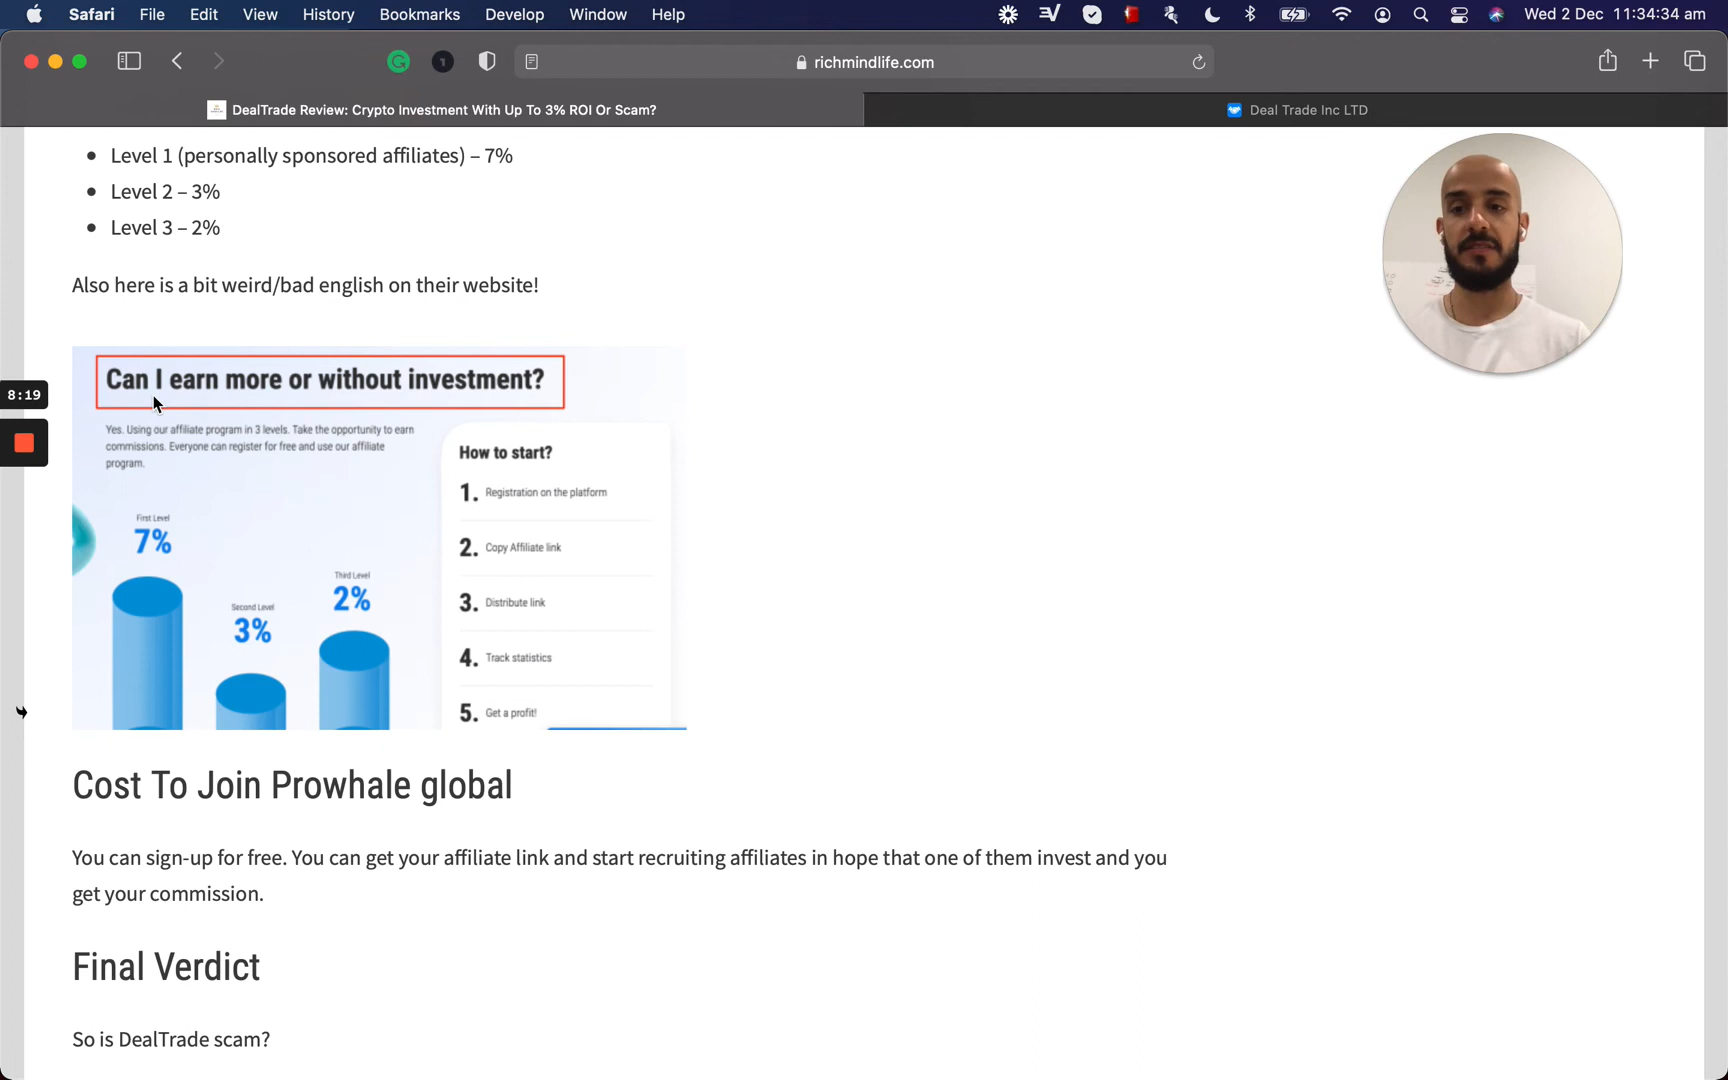 Safari File Edit View History Bookmarks Develop Window Help Wed 2 Dec 11:34:34 am
richmindlife.com
DealTrade Review: Crypto Investment With Up To 3% ROI Or Scam? Deal Trade Inc LTD
• Level 1 (personally sponsored affiliates) – 7%
• Level 2 – 3%
• Level 3 – 2%
Also here is a bit weird/bad english on their website!
8:19
Can I earn more or without investment?
Yes. Using our affiliate program in 3 levels. Take the opportunity to earn
commissions. Everyone can register for free and use our affiliate
program.
First Level
7%
Second Level
3%
Third Level
2%
How to start?
1. Registration on the platform
2. Copy Affiliate link
3. Distribute link
4. Track statistics
5. Get a profit!
Cost To Join Prowhale global
You can sign-up for free. You can get your affiliate link and start recruiting affiliates in hope that one of them invest and you
get your commission.
Final Verdict
So is DealTrade scam?